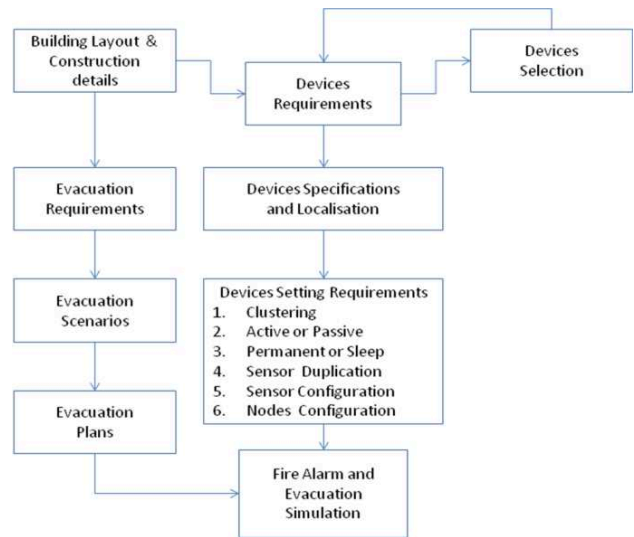 Building Layout &
Construction
details
Devices
Requirements
Devices
Selection
Evacuation
Requirements
Devices Specifications
and Localisation
Evacuation
Scenarios
Devices Setting Requirements
1. Clustering
2. Active or Passive
3. Permanent or Sleep
4. Sensor Duplication
5. Sensor Configuration
6. Nodes Configuration
Evacuation
Plans
Fire Alarm and
Evacuation
Simulation